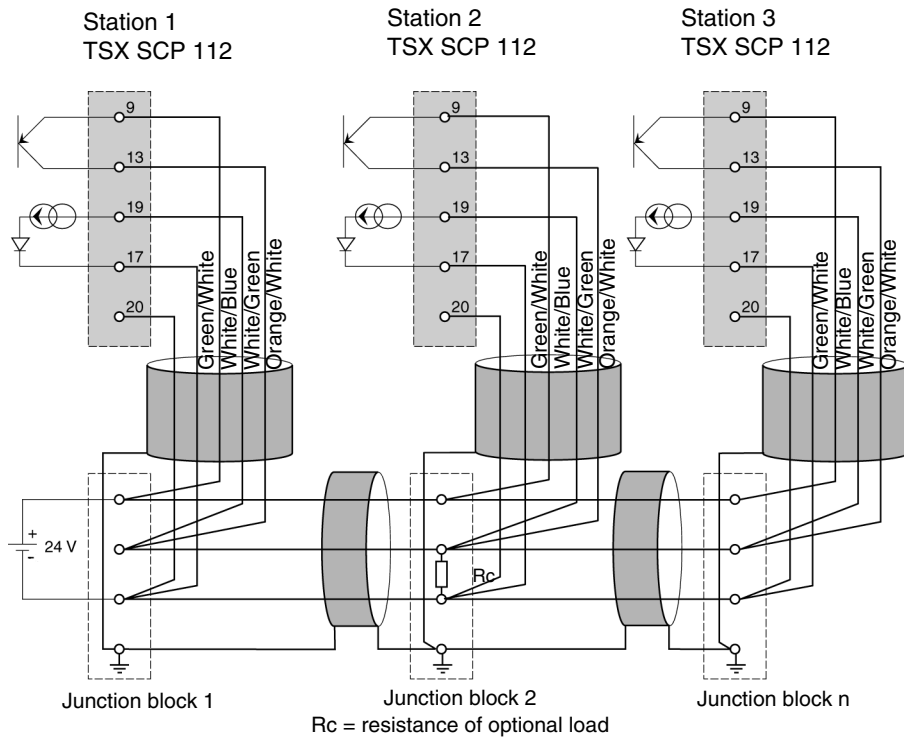 Station 1
TSX SCP 112
Station 2
TSX SCP 112
Station 3
TSX SCP 112
9
13
19
17
20
Green/White
White/Blue
White/Green
Orange/White
9
13
19
17
20
Green/White
White/Blue
White/Green
Orange/White
9
13
19
17
20
Green/White
White/Blue
White/Green
Orange/White
+
-
24 V
Rc
Junction block 1
Junction block 2
Junction block n
Rc = resistance of optional load